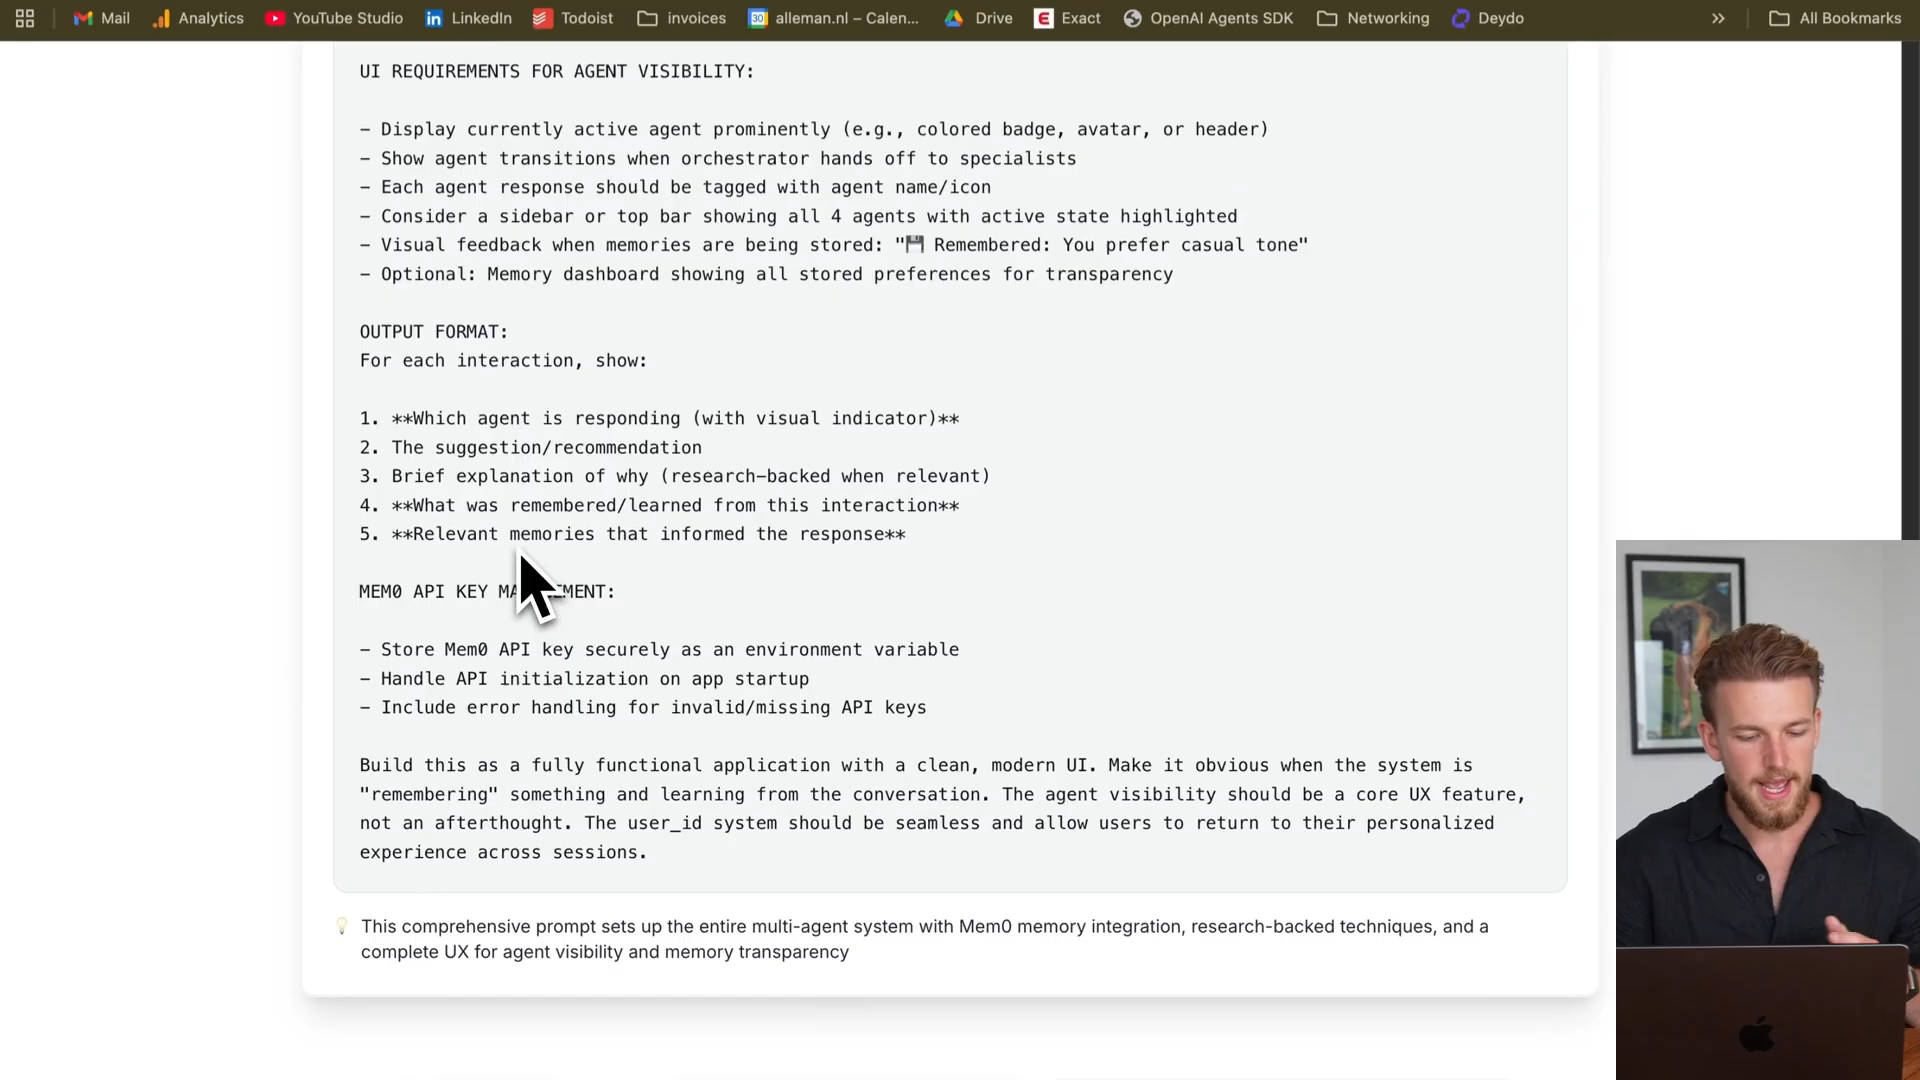 Mail
Analytics
YouTube Studio
LinkedIn
Todoist
invoices
30 alleman.nl – Calen...
Drive
E Exact
OpenAI Agents SDK
Networking
Deydo
»
All Bookmarks
UI REQUIREMENTS FOR AGENT VISIBILITY:
– Display currently active agent prominently (e.g., colored badge, avatar, or header)
– Show agent transitions when orchestrator hands off to specialists
– Each agent response should be tagged with agent name/icon
– Consider a sidebar or top bar showing all 4 agents with active state highlighted
– Visual feedback when memories are being stored: "💾 Remembered: You prefer casual tone"
– Optional: Memory dashboard showing all stored preferences for transparency
OUTPUT FORMAT:
For each interaction, show:
1. **Which agent is responding (with visual indicator)**
2. The suggestion/recommendation
3. Brief explanation of why (research-backed when relevant)
4. **What was remembered/learned from this interaction**
5. **Relevant memories that informed the response**
MEM0 API KEY
– Store Mem0 API key securely as an environment variable
– Handle API initialization on app startup
– Include error handling for invalid/missing API keys
Build this as a fully functional application with a clean, modern UI. Make it obvious when the system is
"remembering" something and learning from the conversation. The agent visibility should be a core UX feature,
not an afterthought. The user_id system should be seamless and allow users to return to their personalized
experience across sessions.
This comprehensive prompt sets up the entire multi-agent system with Mem0 memory integration, research-backed techniques, and a
complete UX for agent visibility and memory transparency